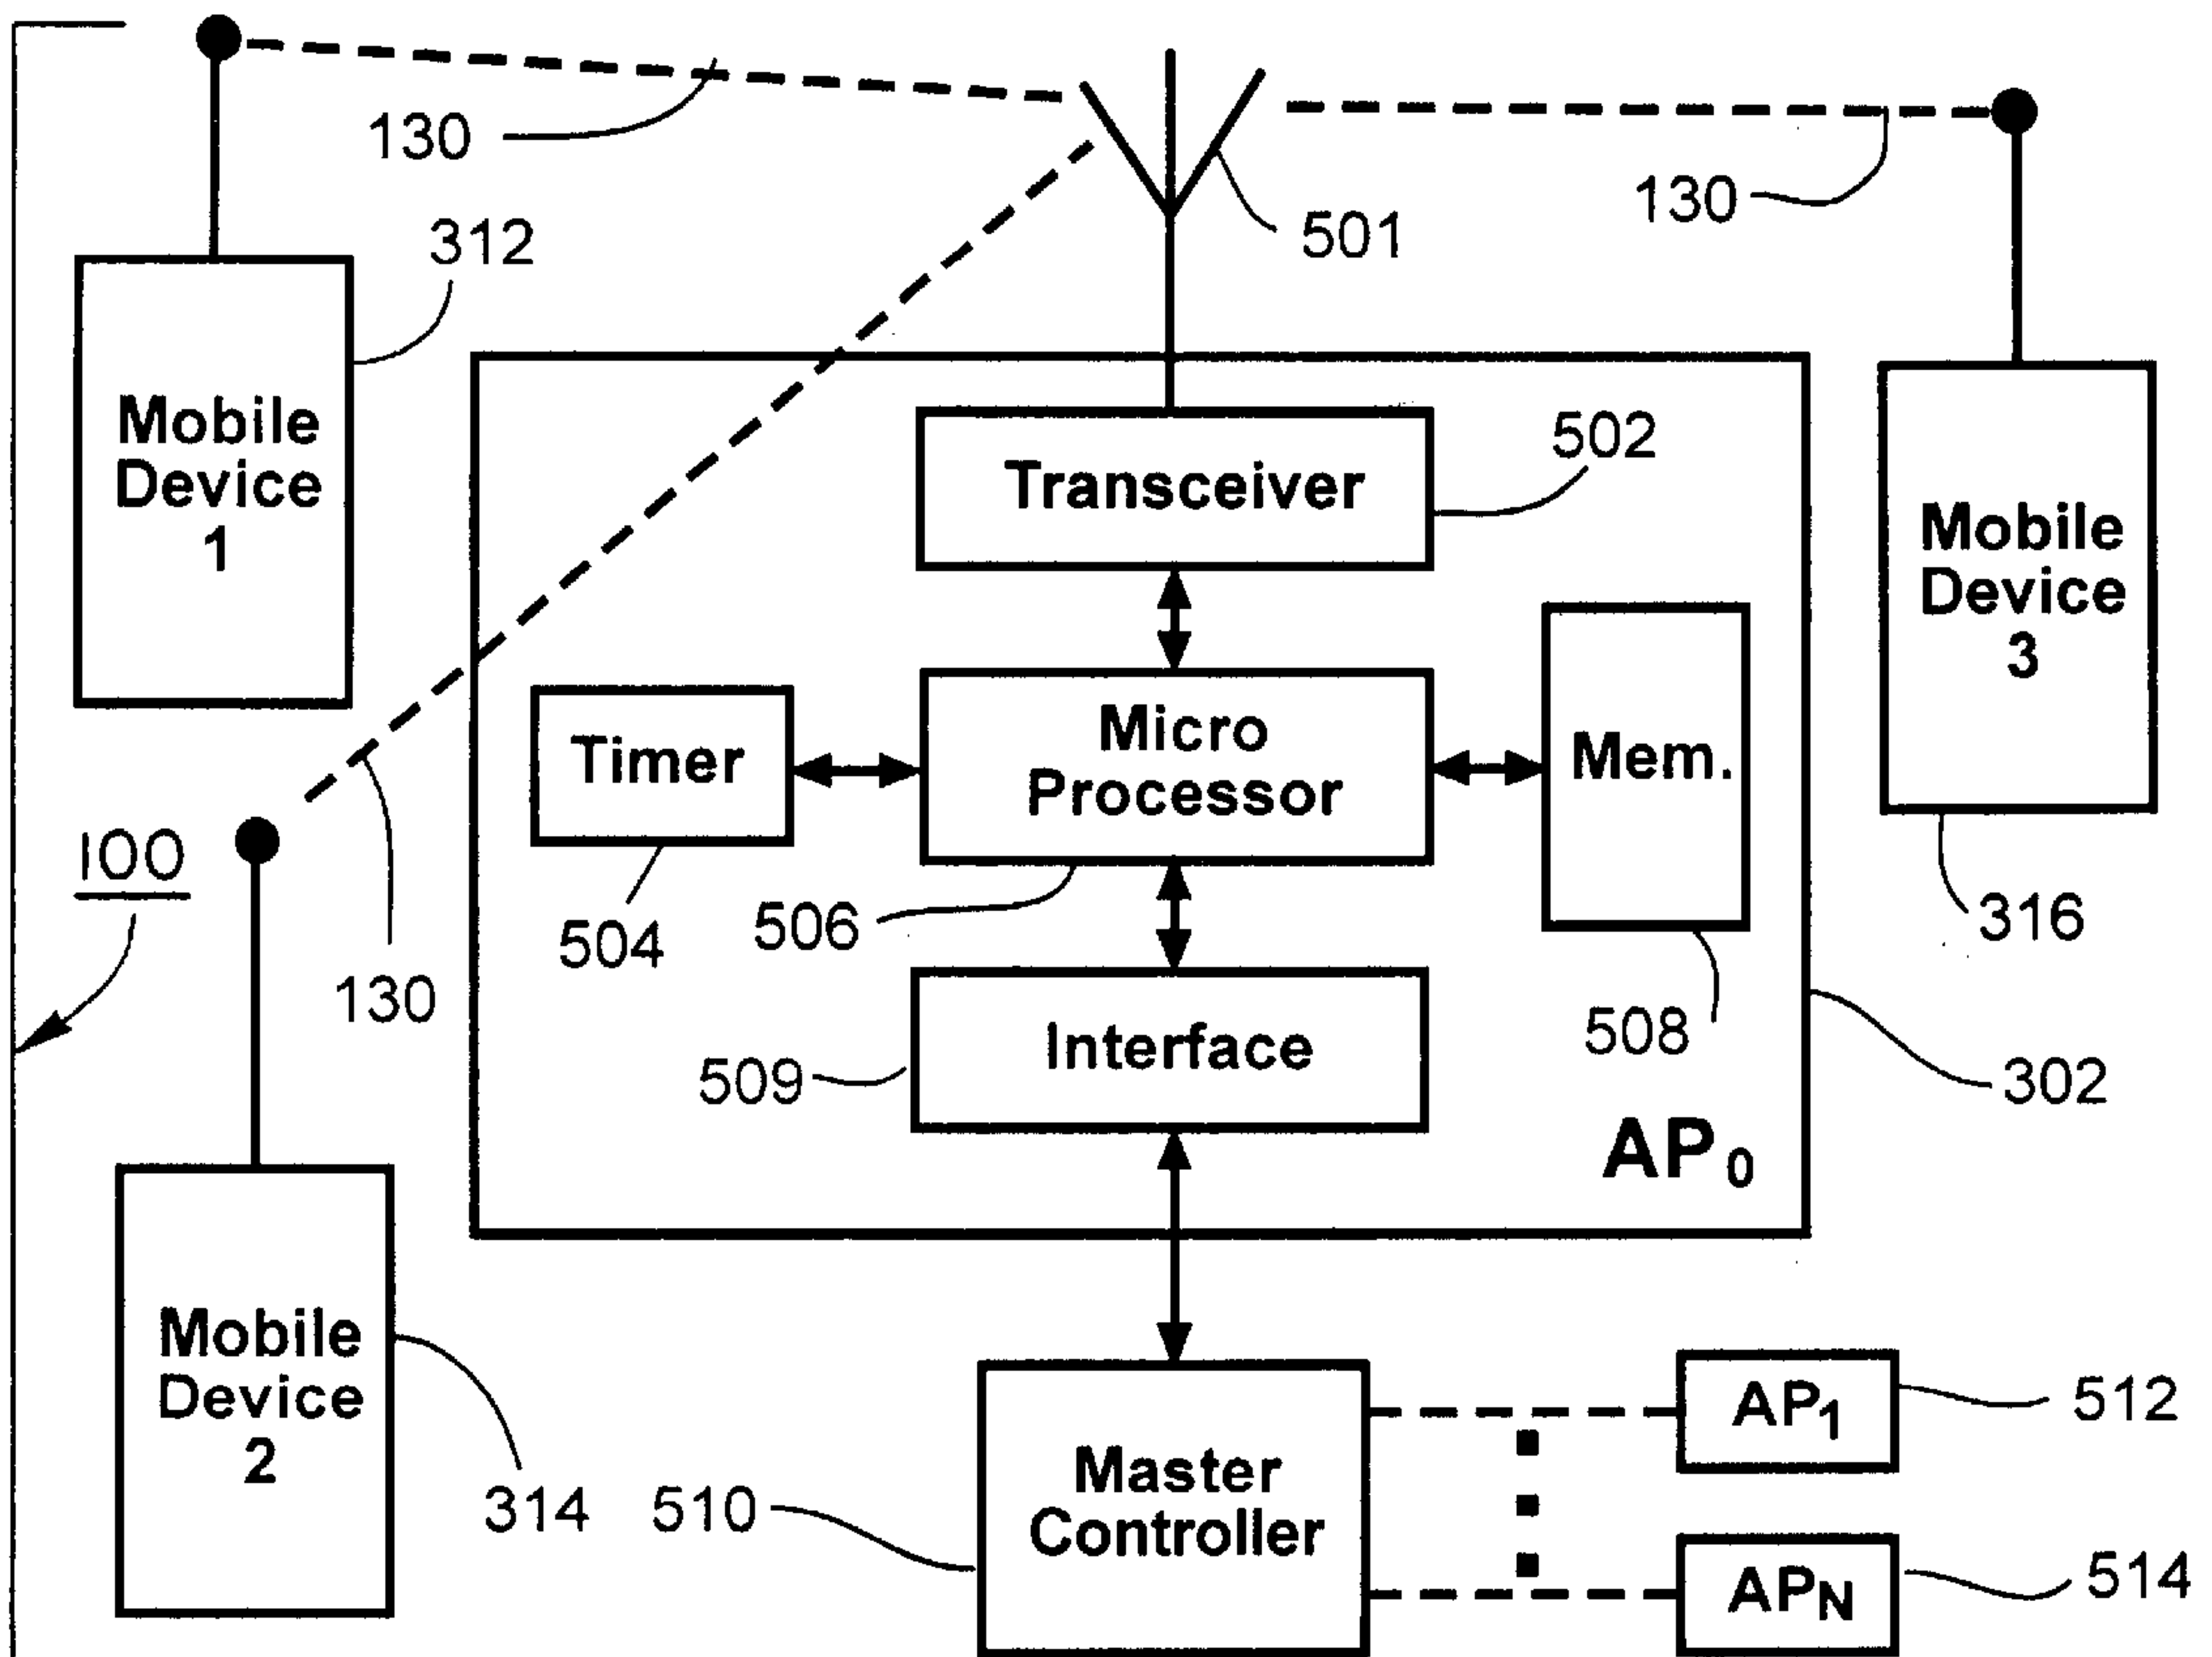 130
501
130
312
Mobile
Device
1
Transceiver
502
Mobile
Device
3
Timer
Micro
Processor
Mem.
100
504
506
316
130
508
Interface
509
302
AP0
Mobile
Device
2
314
510
Master
Controller
AP1
512
APN
514